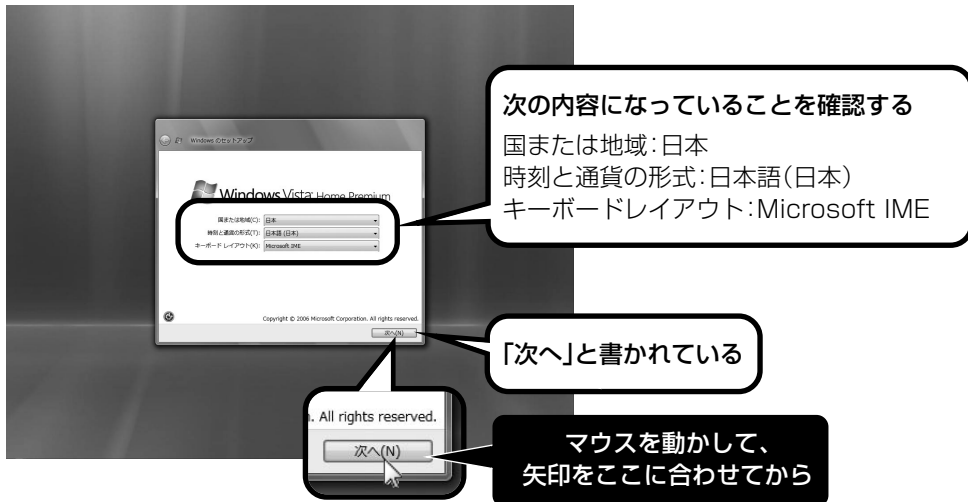 Windows のセットアップ
Windows Vista Home Premium
国または地域(C): 日本
時刻と通貨の形式(T): 日本語 (日本)
キーボード レイアウト(K): Microsoft IME
Copyright © 2006 Microsoft Corporation. All rights reserved.
次へ(N)
次の内容になっていることを確認する
国または地域:日本
時刻と通貨の形式:日本語(日本)
キーボードレイアウト:Microsoft IME
「次へ」と書かれている
. All rights reserved.
次へ(N)
マウスを動かして、
矢印をここに合わせてから